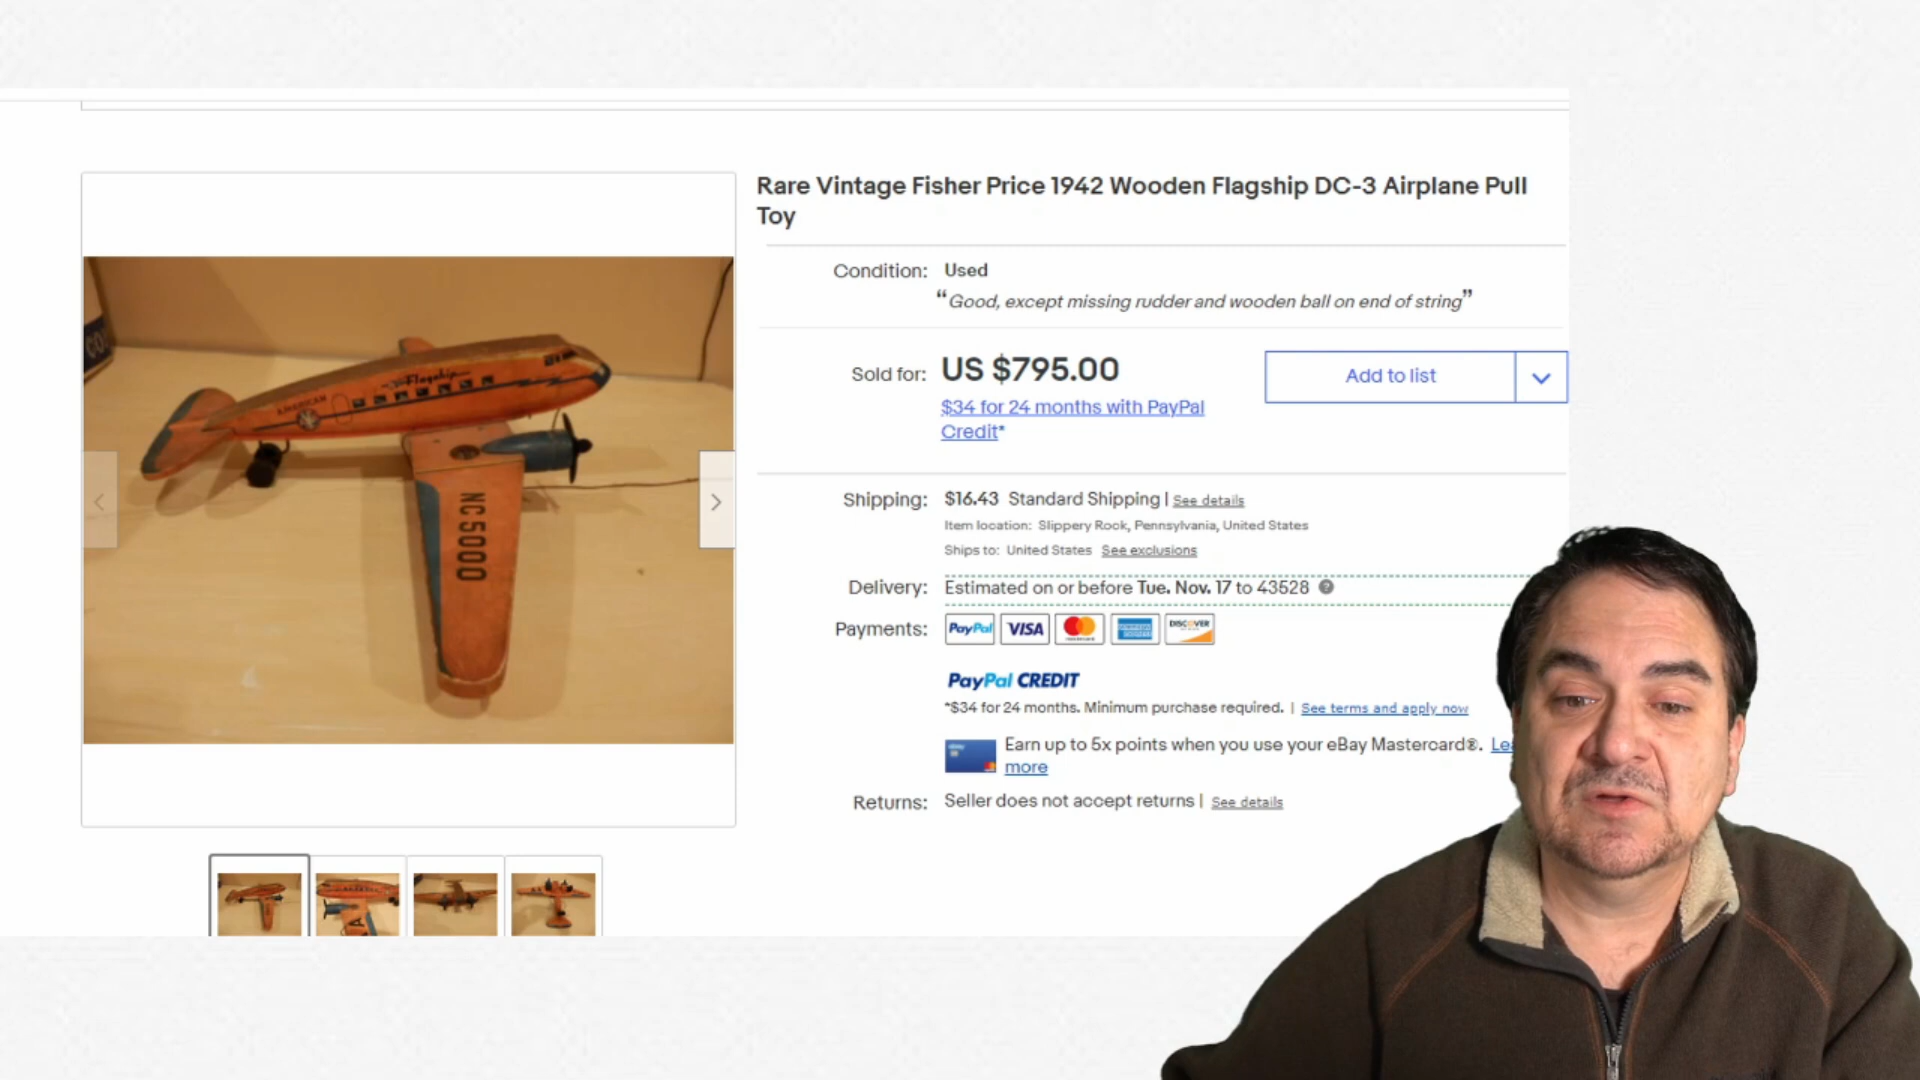 Rare Vintage Fisher Price 1942 Wooden Flagship DC-3 Airplane Pull
Toy
Condition: Used
“Good, except missing rudder and wooden ball on end of string”
Sold for: US $795.00
Add to list
$34 for 24 months with PayPal
Credit*
Shipping: $16.43 Standard Shipping | See details
Item location: Slippery Rock, Pennsylvania, United States
Ships to: United States See exclusions
Delivery: Estimated on or before Tue. Nov. 17 to 43528
Payments: PayPal VISA DISCOVER
PayPal CREDIT
*$34 for 24 months. Minimum purchase required. | See terms and apply now
Earn up to 5x points when you use your eBay Mastercard®. Lea
more
Returns: Seller does not accept returns | See details
CO
Flagship
AMERICAN
NC5000